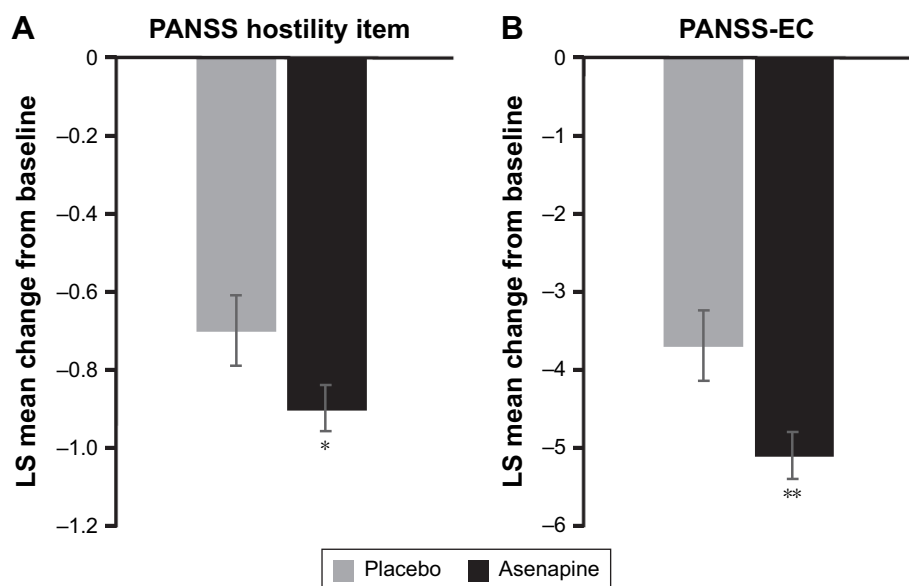 A
PANSS hostility item
LS mean change from baseline
0
–0.2
–0.4
–0.6
–0.8
–1.0
–1.2
*
B
PANSS-EC
LS mean change from baseline
0
–1
–2
–3
–4
–5
–6
**
Placebo
Asenapine